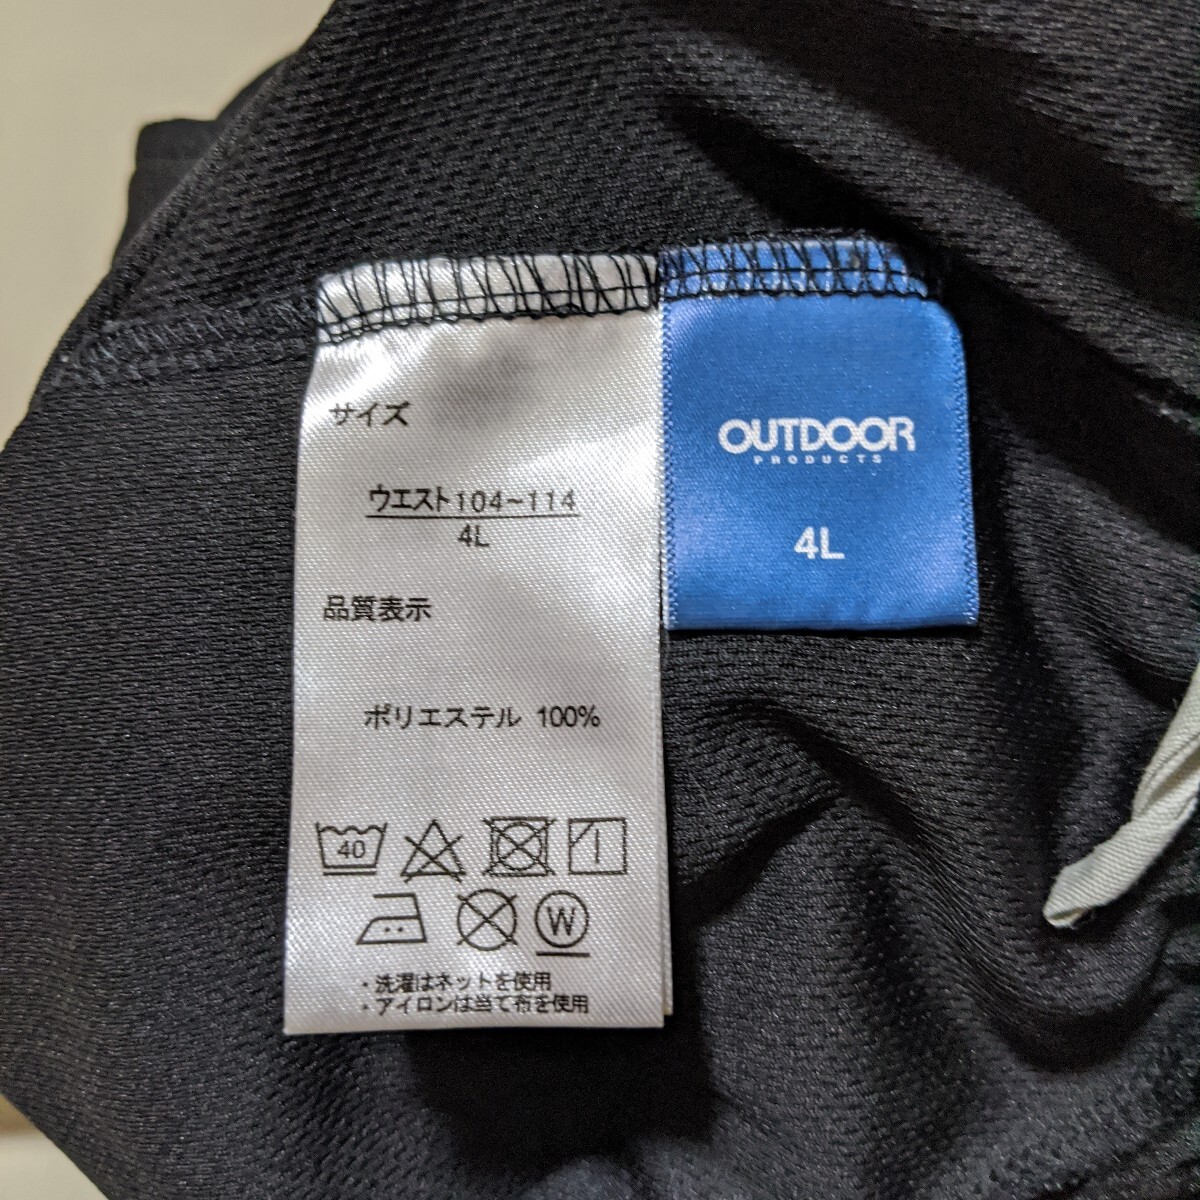 サイズ
ウエスト104~114
4L
品質表示
ポリエステル 100%
40
W
・洗濯はネットを使用
・アイロンは当て布を使用
OUTDOOR
PRODUCTS
4L